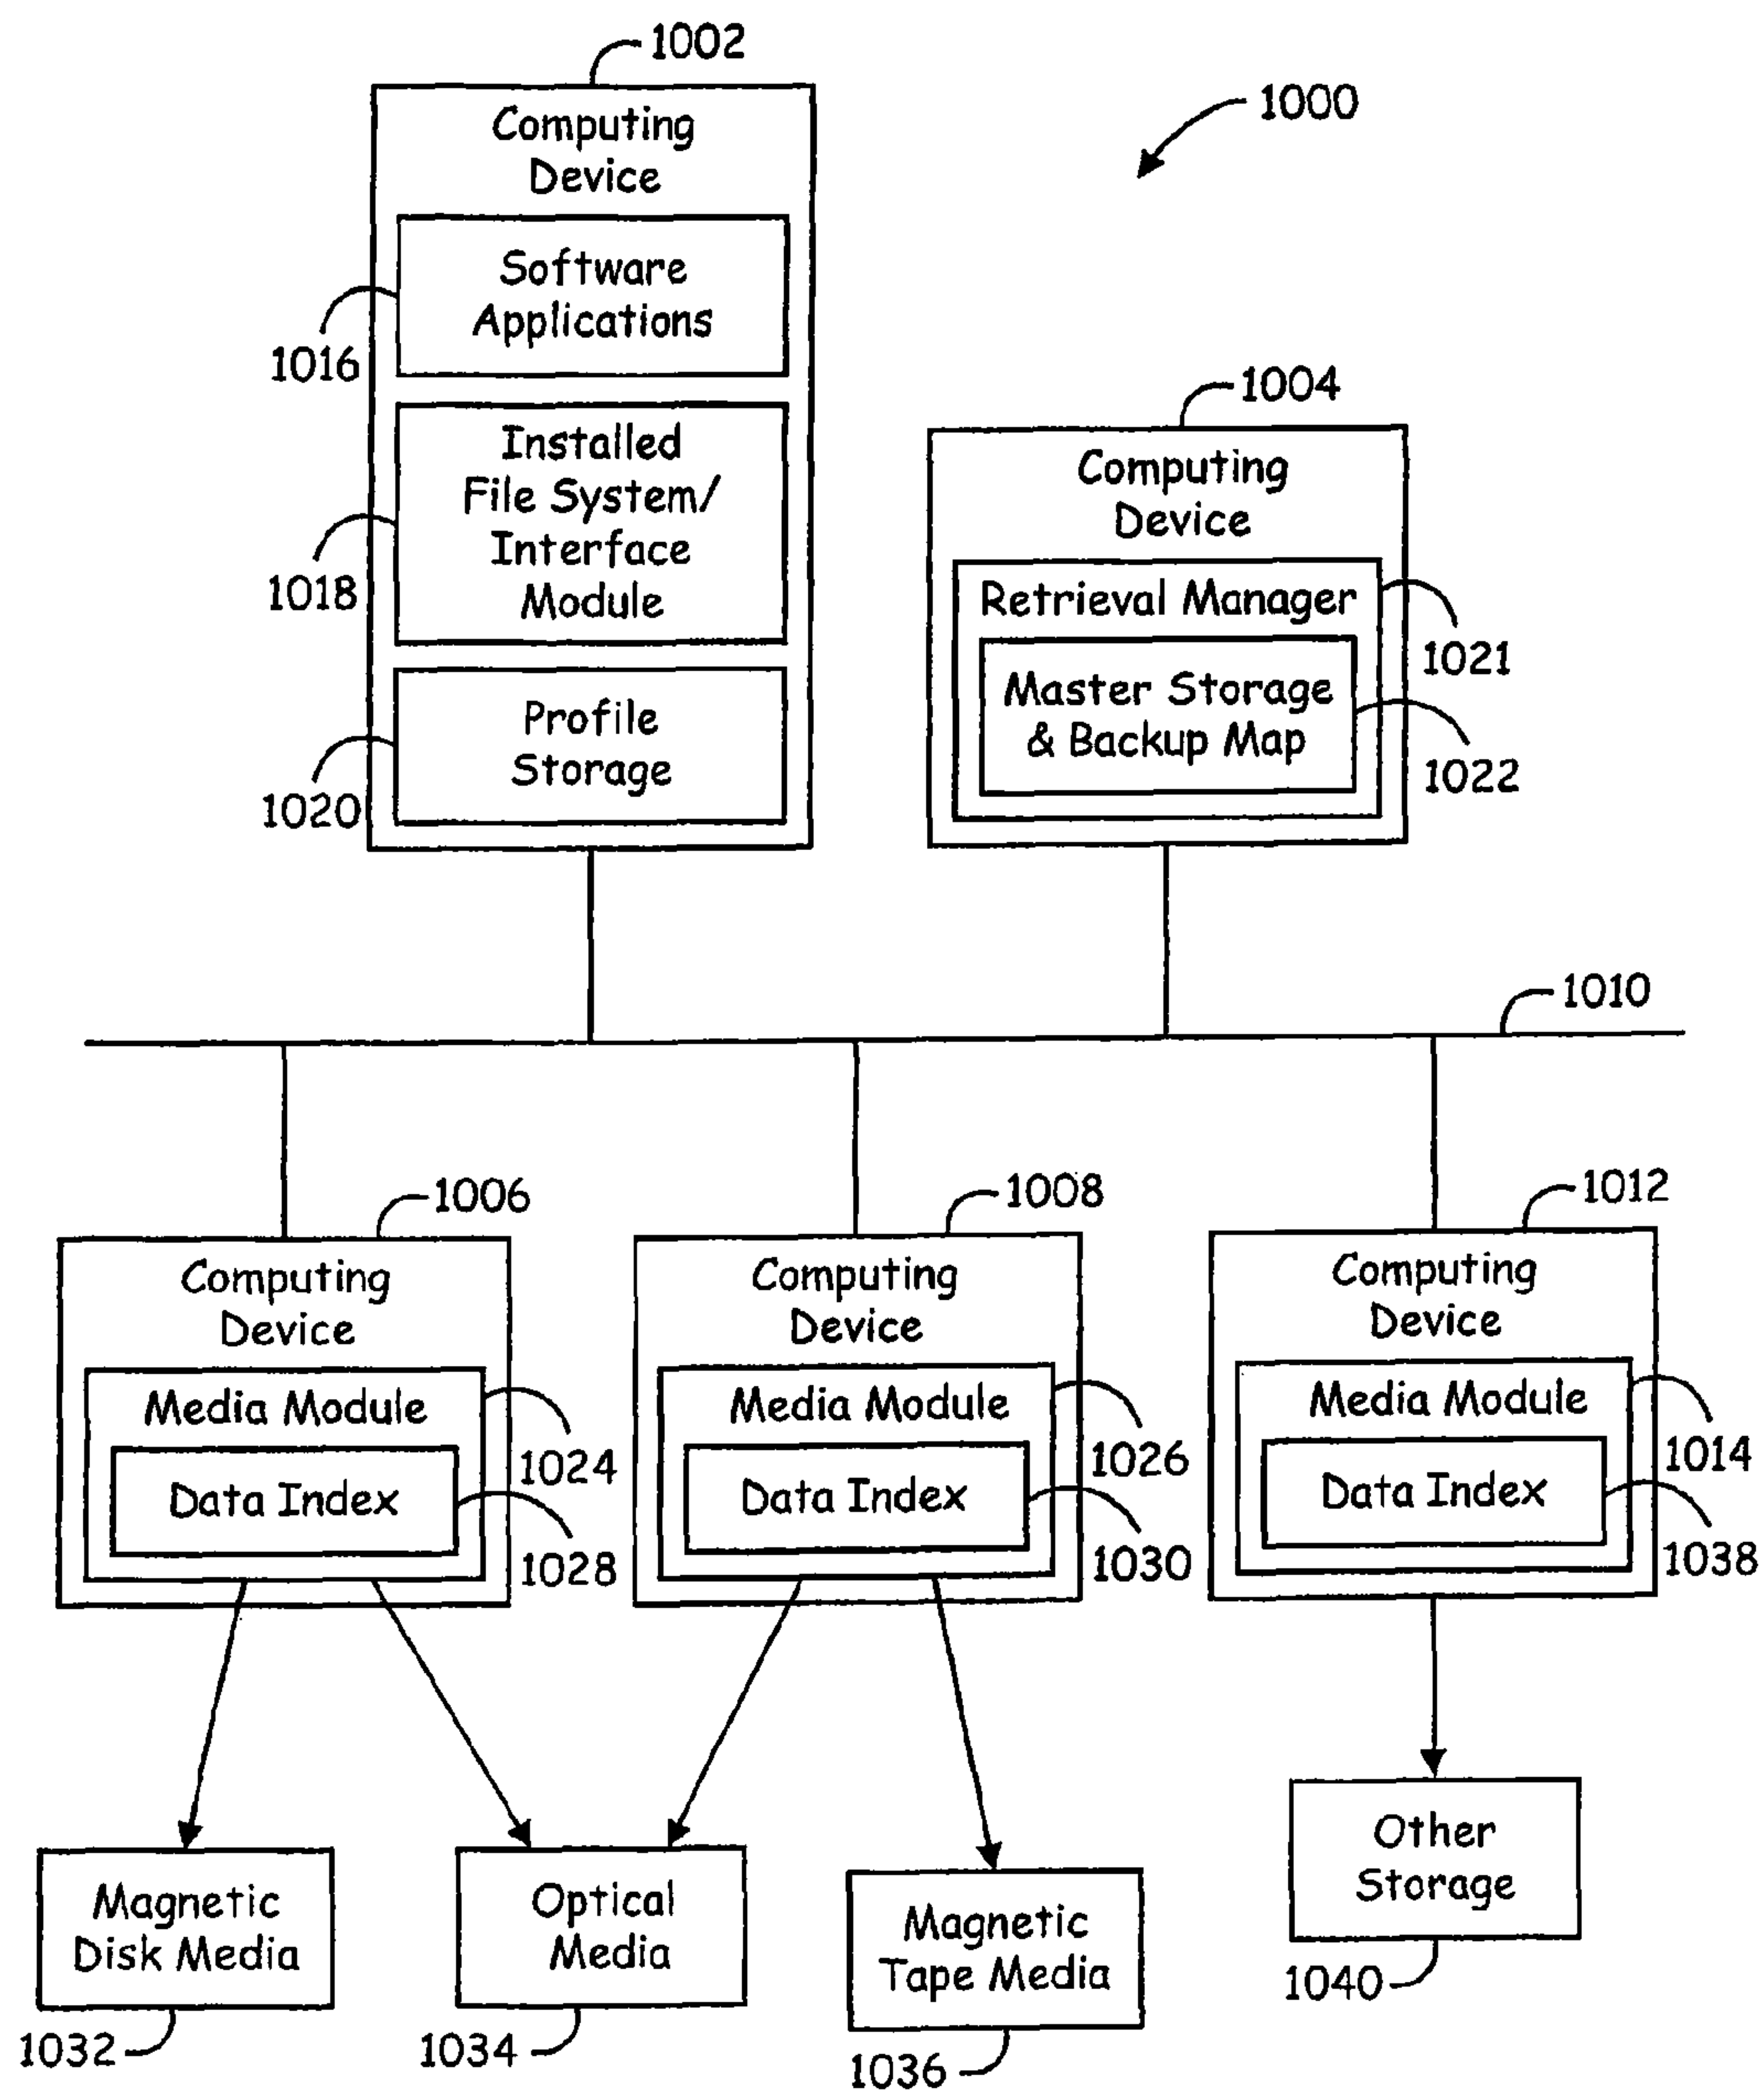 1002
1000
Computing
Device
Software
Applications
1016
Installed
File System/
Interface
Module
1018
Profile
Storage
1020
1004
Computing
Device
Retrieval Manager
1021
Master Storage
& Backup Map
1022
1010
1006
Computing
Device
Media Module
1024
Data Index
1028
1008
Computing
Device
Media Module
1026
Data Index
1030
1012
Computing
Device
Media Module
1014
Data Index
1038
Magnetic
Disk Media
1032
Optical
Media
1034
Magnetic
Tape Media
1036
Other
Storage
1040